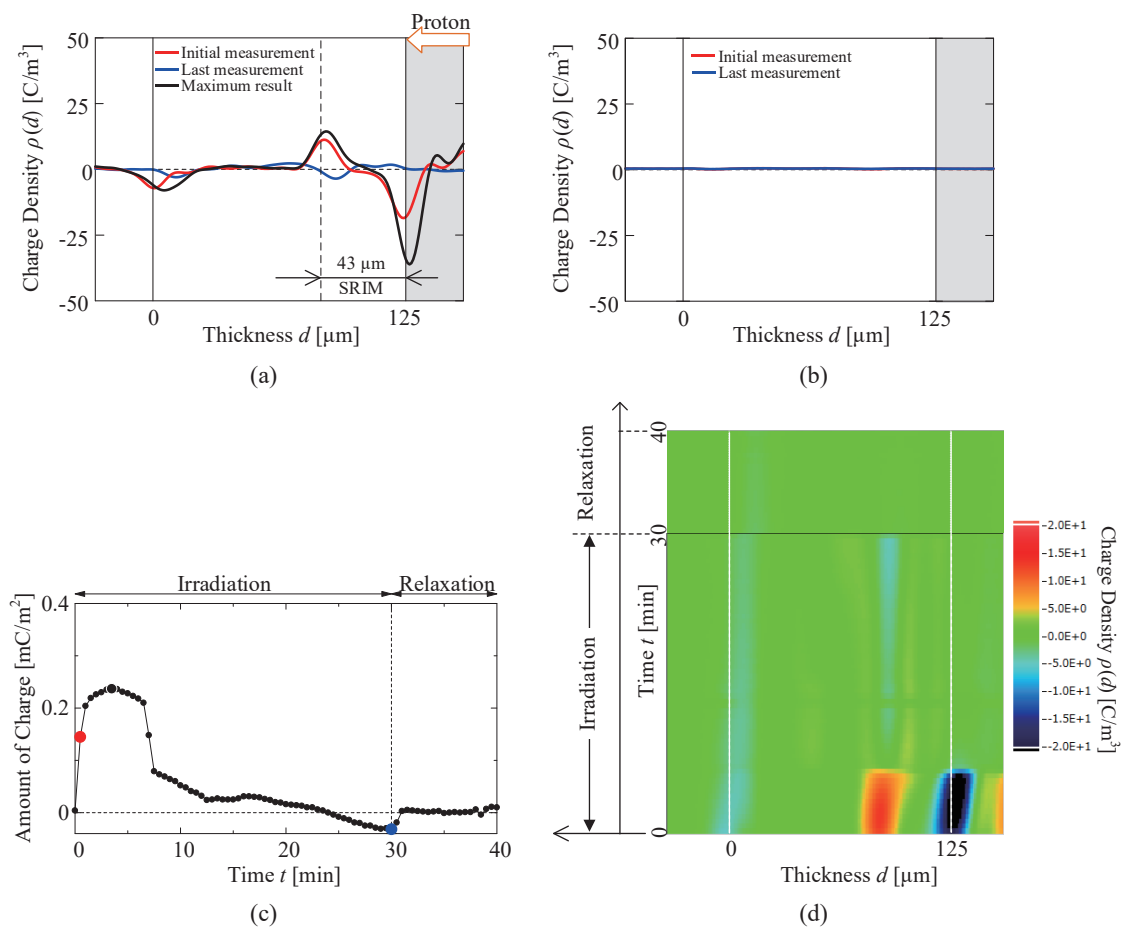 Proton
50
25
0
-25
-50
Charge Density ρ(d) [C/m³]
Initial measurement
Last measurement
Maximum result
43 μm
SRIM
0
125
Thickness d [μm]
(a)
50
25
0
-25
-50
Charge Density ρ(d) [C/m³]
Initial measurement
Last measurement
0
125
Thickness d [μm]
(b)
Irradiation
Relaxation
0.4
0.2
0
Amount of Charge [mC/m²]
0
10
20
30
40
Time t [min]
(c)
Relaxation
Irradiation
40
30
0
Time t [min]
0
125
Thickness d [μm]
-2.0E+1
-1.5E+1
-1.0E+1
-5.0E+0
-0.0E+0
--5.0E+0
--1.0E+1
--1.5E+1
--2.0E+1
Charge Density ρ(d) [C/m³]
(d)